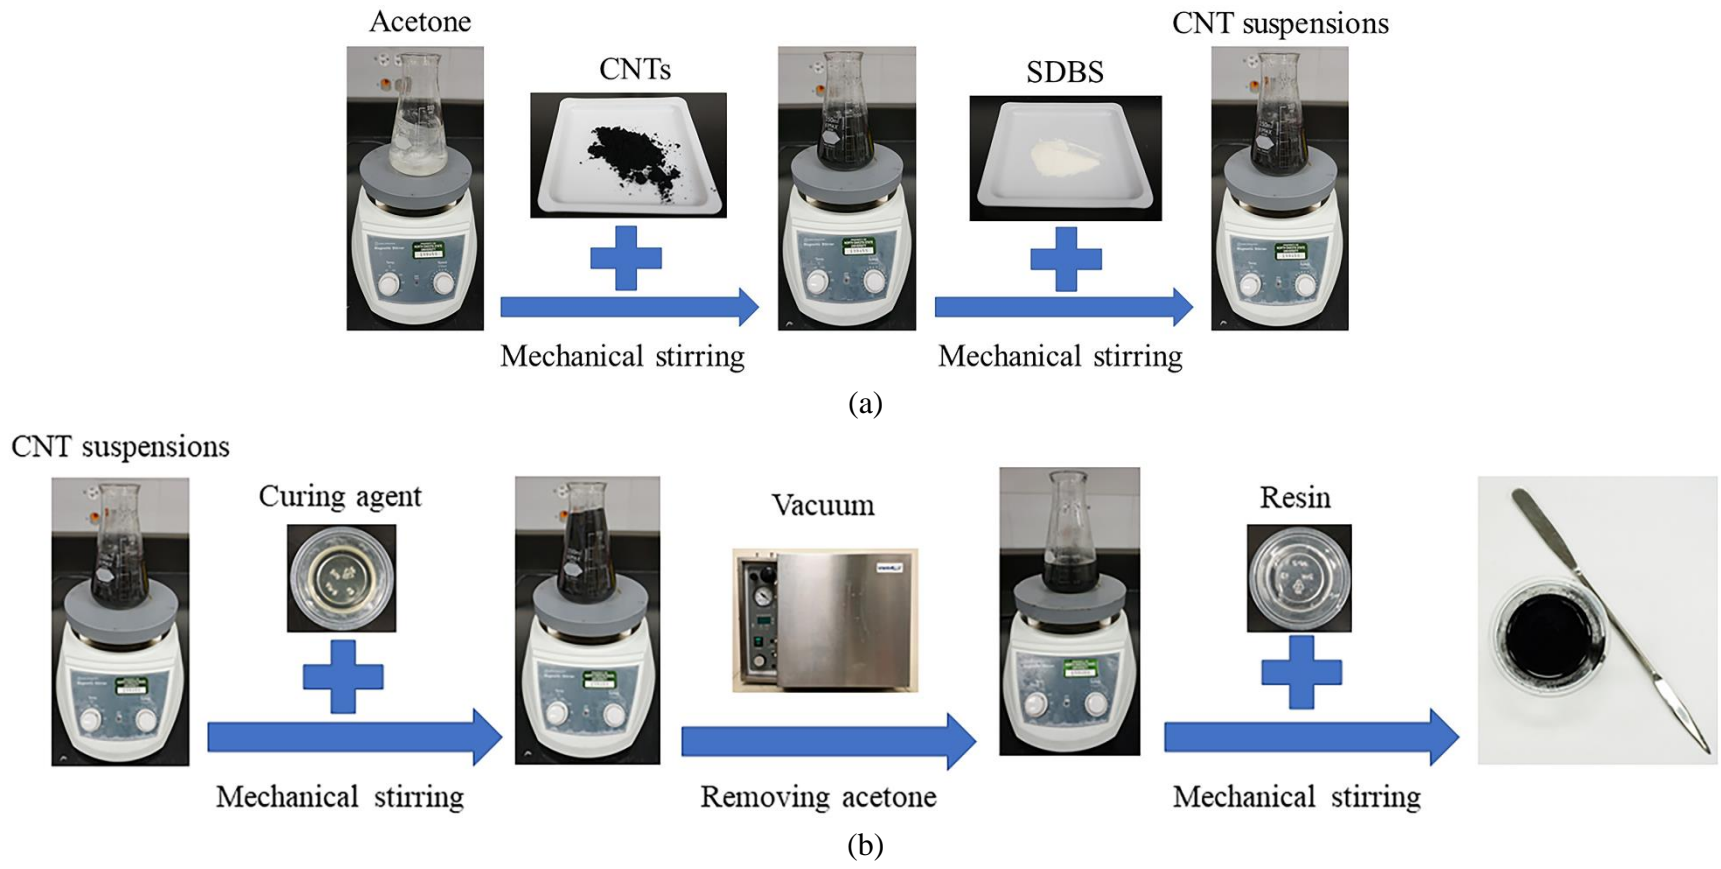 Acetone
CNTs
SDBS
CNT suspensions
Mechanical stirring
Mechanical stirring
(a)
CNT suspensions
Curing agent
Vacuum
Resin
Mechanical stirring
Removing acetone
Mechanical stirring
(b)